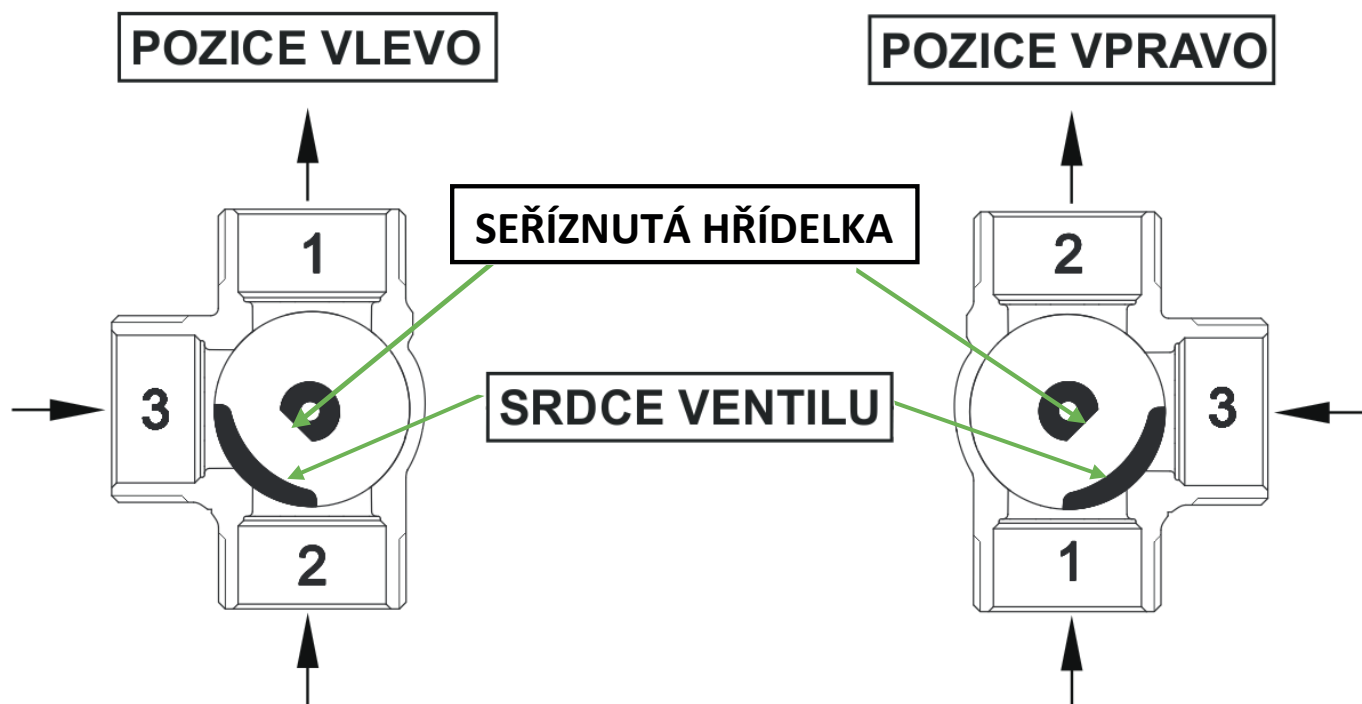 POZICE VLEVO
POZICE VPRAVO
SEŘÍZNUTÁ HŘÍDELKA
1
2
3
SRDCE VENTILU
3
2
1